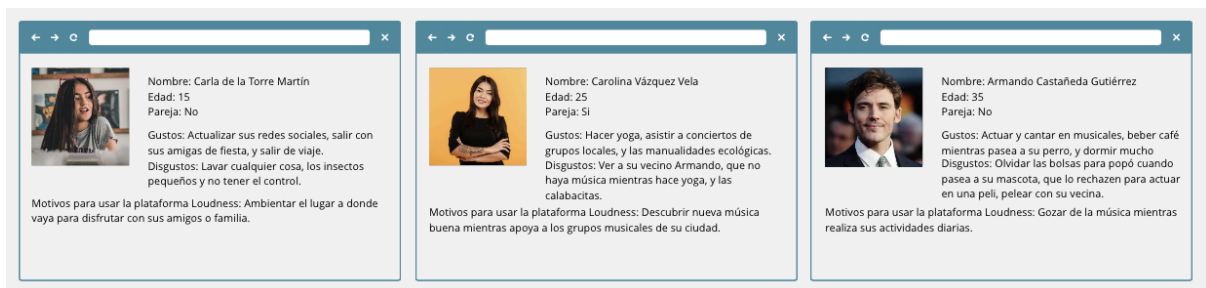 Nombre: Carla de la Torre Martín
Edad: 15
Pareja: No
Gustos: Actualizar sus redes sociales, salir con
sus amigas de fiesta, y salir de viaje.
Disgustos: Lavar cualquier cosa, los insectos
pequeños y no tener el control.
Motivos para usar la plataforma Loudness: Ambientar el lugar a donde
vaya para disfrutar con sus amigos o familia.
Nombre: Carolina Vázquez Vela
Edad: 25
Pareja: Si
Gustos: Hacer yoga, asistir a conciertos de
grupos locales, y las manualidades ecológicas.
Disgustos: Ver a su vecino Armando, que no
haya música mientras hace yoga, y las
calabacitas.
Motivos para usar la plataforma Loudness: Descubrir nueva música
buena mientras apoya a los grupos musicales de su ciudad.
Nombre: Armando Castañeda Gutiérrez
Edad: 35
Pareja: No
Gustos: Actuar y cantar en musicales, beber café
mientras pasea a su perro, y dormir mucho
Disgustos: Olvidar las bolsas para popó cuando
pasea a su mascota, que lo rechazen para actuar
en una peli, pelear con su vecina.
Motivos para usar la plataforma Loudness: Gozar de la música mientras
realiza sus actividades diarias.